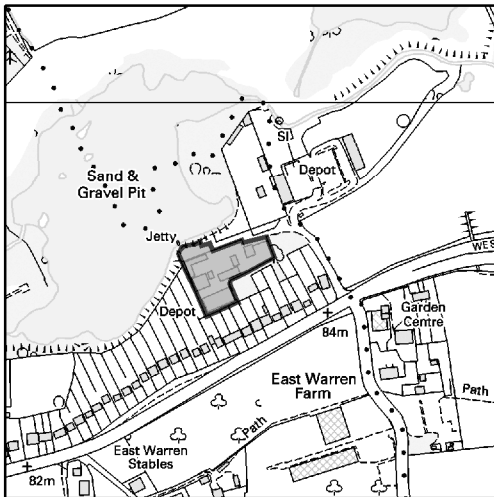 Sl
Sand &
Gravel Pit
Depot
Jetty
WES
Depot
84m
Garden
Centre
East Warren
Farm
Path
Path
East Warren
Stables
82m